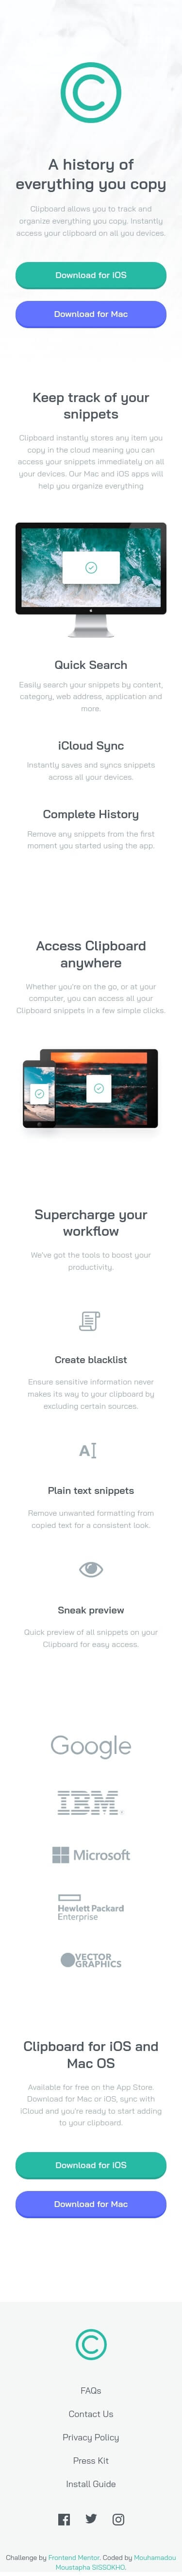 A history of
everything you copy
Clipboard allows you to track and
organize everything you copy. Instantly
access your clipboard on all you devices.
Download for iOS
Download for Mac
Keep track of your
snippets
Clipboard instantly stores any item you
copy in the cloud meaning you can
access your snippets immediately on all
your devices. Our Mac and iOS apps will
help you organize everything
Quick Search
Easily search your snippets by content,
category, web address, application and
more.
iCloud Sync
Instantly saves and syncs snippets
across all your devices.
Complete History
Remove any snippets from the first
moment you started using the app.
Access Clipboard
anywhere
Whether you're on the go, or at your
computer, you can access all your
Clipboard snippets in a few simple clicks.
Supercharge your
workflow
We've got the tools to boost your
productivity.
Create blacklist
Ensure sensitive information never
makes its way to your clipboard by
excluding certain sources.
A
Plain text snippets
Remove unwanted formatting from
copied text for a consistent look.
Sneak preview
Quick preview of all snippets on your
Clipboard for easy access.
Google
IBM
Microsoft
Hewlett Packard
Enterprise
VECTOR
GRAPHICS
Clipboard for iOS and
Mac OS
Available for free on the App Store.
Download for Mac or iOS, sync with
iCloud and you're ready to start adding
to your clipboard.
Download for iOS
Download for Mac
FAQs
Contact Us
Privacy Policy
Press Kit
Install Guide
Challenge by Frontend Mentor. Coded by Mouhamadou
Moustapha SISSOKHO.